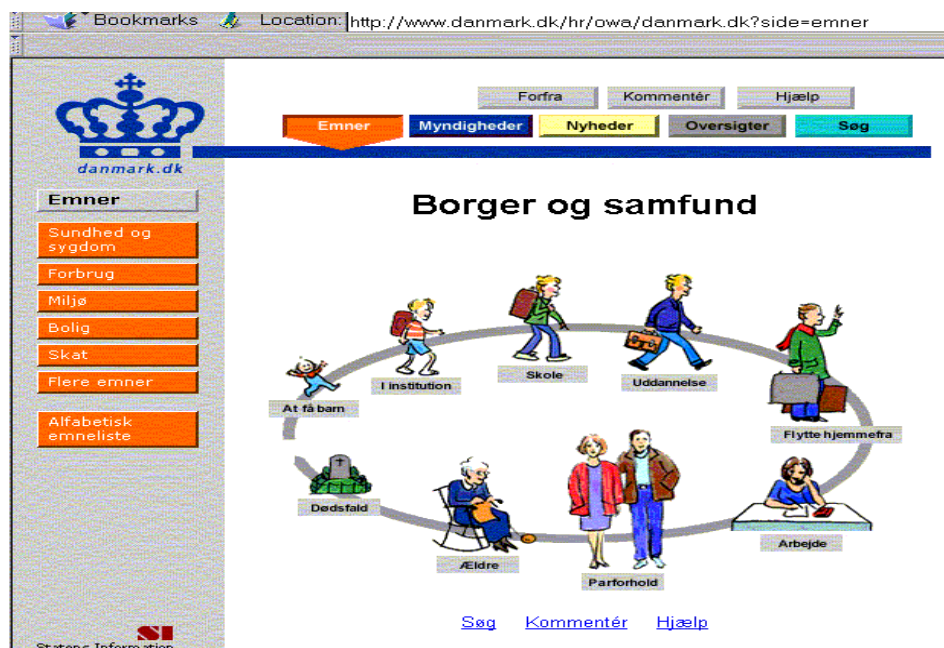 Bookmarks Location: http://www.danmark.dk/hr/owa/danmark.dk?side=emner
Forfra Kommentér Hjælp
Emner Myndigheder Nyheder Oversigter Søg
danmark.dk
Emner
Sundhed og
sygdom
Forbrug
Miljø
Bolig
Skat
Flere emner
Alfabetisk
emneliste
Borger og samfund
At få barn
I institution
Skole
Uddannelse
Flytte hjemmefra
Arbejde
Parforhold
Ældre
Dødsfald
Søg Kommentér Hjælp
SI
Statens Information